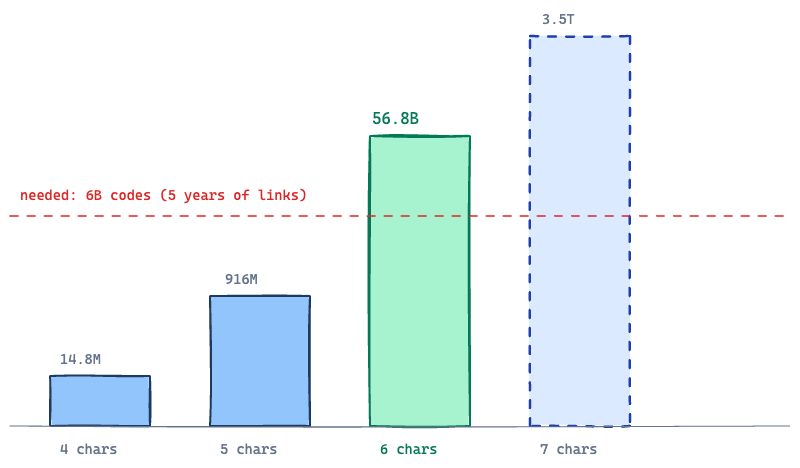 3.5T
56.8B
needed: 6B codes (5 years of links)
916M
14.8M
4 chars
5 chars
6 chars
7 chars